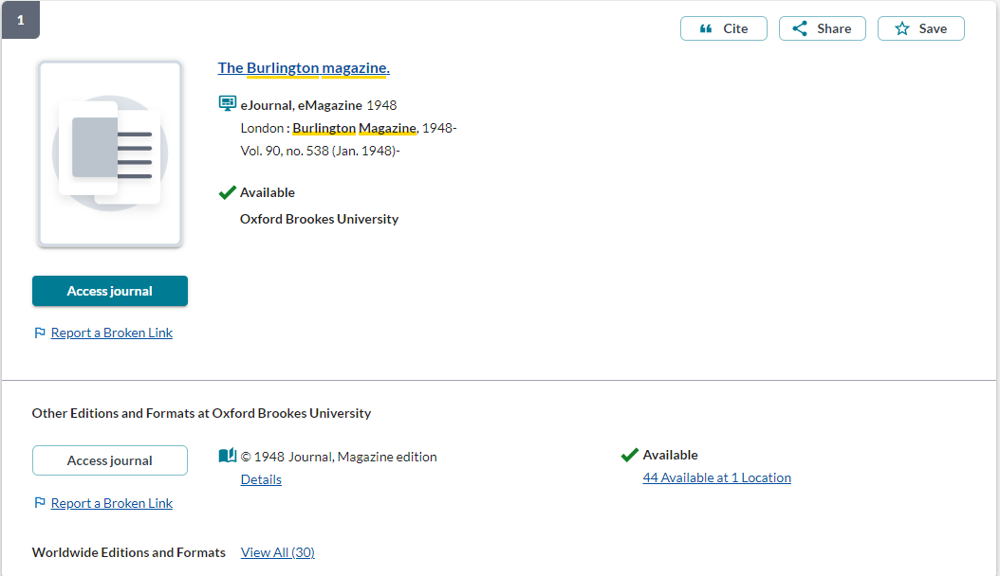 1
Cite
Share
Save
The Burlington magazine.
eJournal, eMagazine 1948
London : Burlington Magazine, 1948-
Vol. 90, no. 538 (Jan. 1948)-
Available
Oxford Brookes University
Access journal
Report a Broken Link
Other Editions and Formats at Oxford Brookes University
Access journal
© 1948 Journal, Magazine edition
Available
Details
44 Available at 1 Location
Report a Broken Link
Worldwide Editions and Formats View All (30)